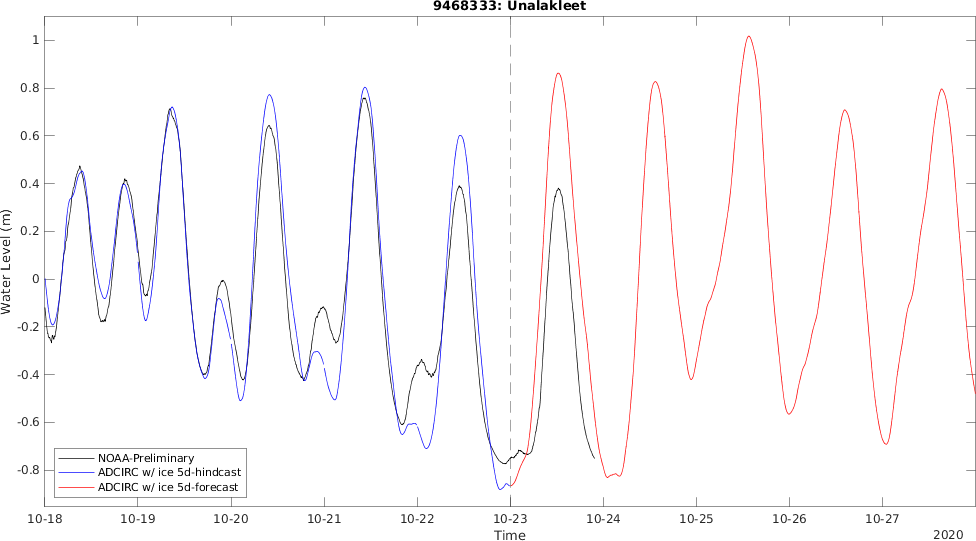 9468333: Unalakleet
Water Level (m)
1
0.8
0.6
0.4
0.2
0
-0.2
-0.4
-0.6
-0.8
NOAA-Preliminary
ADCIRC w/ ice 5d-hindcast
ADCIRC w/ ice 5d-forecast
10-18 10-19 10-20 10-21 10-22 10-23 10-24 10-25 10-26 10-27
Time
2020